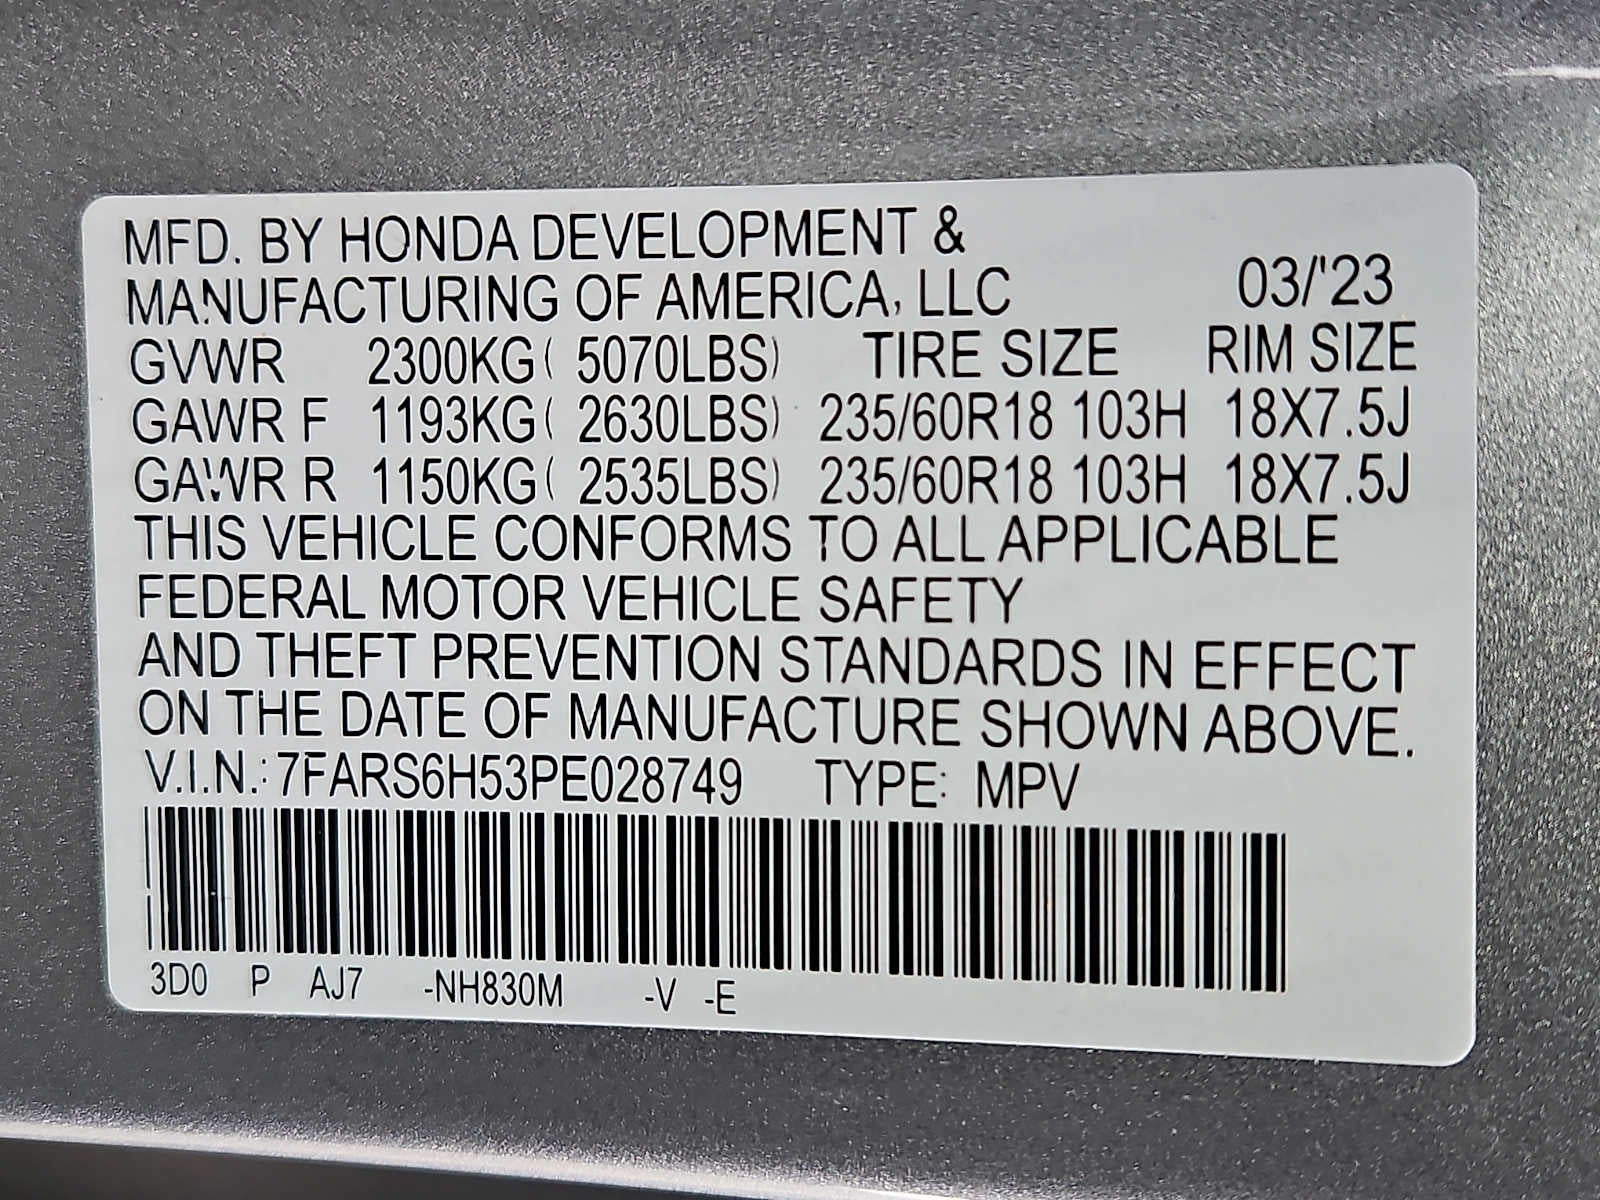 MFD. BY HONDA DEVELOPMENT &
MANUFACTURING OF AMERICA, LLC 03/'23
GVWR 2300KG( 5070LBS) TIRE SIZE RIM SIZE
GAWR F 1193KG( 2630LBS) 235/60R18 103H 18X7.5J
GAWR R 1150KG( 2535LBS) 235/60R18 103H 18X7.5J
THIS VEHICLE CONFORMS TO ALL APPLICABLE
FEDERAL MOTOR VEHICLE SAFETY
AND THEFT PREVENTION STANDARDS IN EFFECT
ON THE DATE OF MANUFACTURE SHOWN ABOVE.
V.I.N.: 7FARS6H53PE028749 TYPE: MPV
3D0 P AJ7 -NH830M -V -E